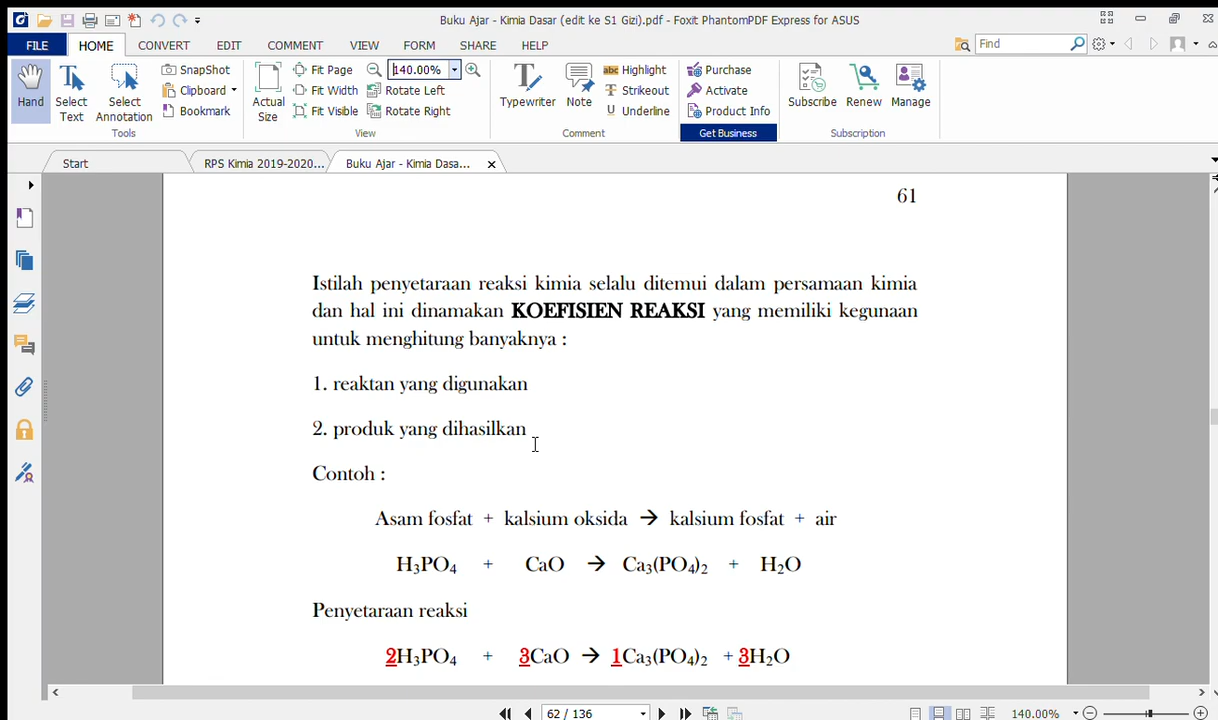 Buku Ajar - Kimia Dasar (edit ke S1 Gizi).pdf - Foxit PhantomPDF Express for ASUS
FILE HOME CONVERT EDIT COMMENT VIEW FORM SHARE HELP Find
Hand
Select Text
Select Annotation
SnapShot
Clipboard
Bookmark
Tools
Actual Size
Fit Page
Fit Width
Fit Visible
140.00%
Rotate Left
Rotate Right
View
Typewriter
Note
Highlight
Strikeout
Underline
Comment
Purchase
Activate
Product Info
Get Business
Subscribe
Renew
Manage
Subscription
Start RPS Kimia 2019-2020... Buku Ajar - Kimia Dasa...
61
Istilah penyetaraan reaksi kimia selalu ditemui dalam persamaan kimia
dan hal ini dinamakan KOEFISIEN REAKSI yang memiliki kegunaan
untuk menghitung banyaknya :
1. reaktan yang digunakan
2. produk yang dihasilkan
Contoh :
Asam fosfat + kalsium oksida → kalsium fosfat + air
H₃PO₄ + CaO → Ca₃(PO₄)₂ + H₂O
Penyetaraan reaksi
2H₃PO₄ + 3CaO → 1Ca₃(PO₄)₂ + 3H₂O
62 / 136 140.00%